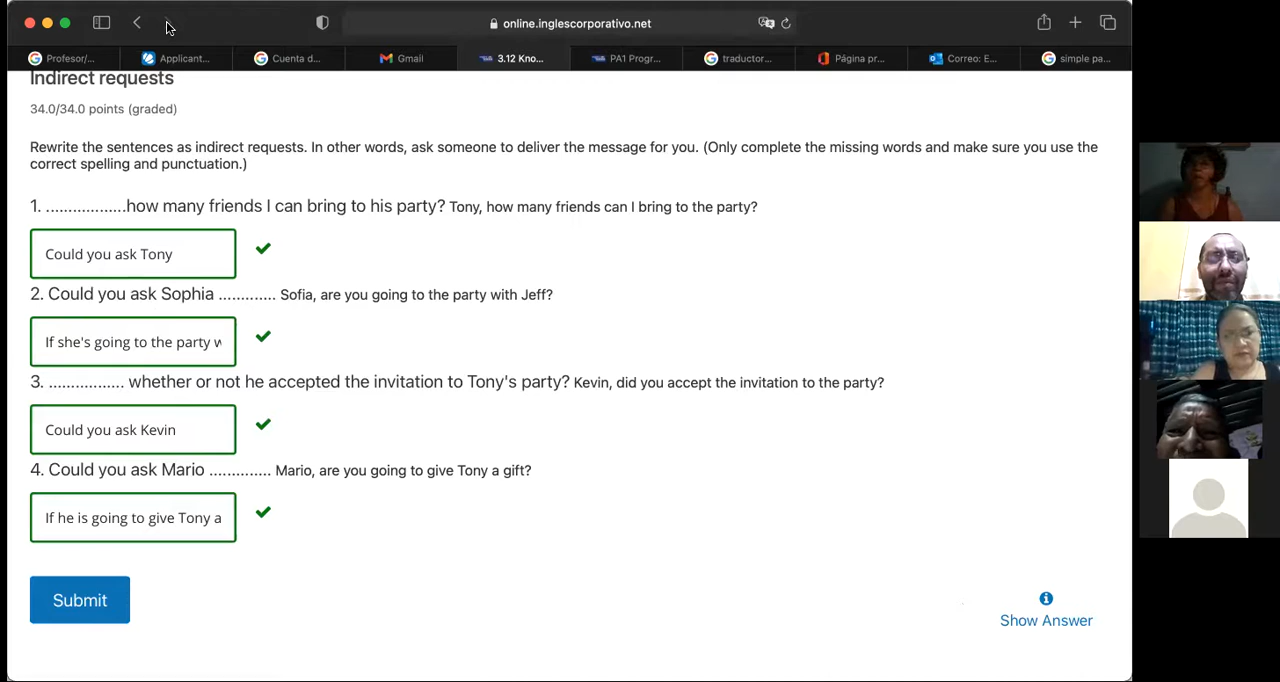 online.inglescorporativo.net
Profesor/... Applicant... Cuenta d... Gmail 3.12 Kno... PA1 Progr... traductor... Página pr... Correo: E... simple pa...
Indirect requests
34.0/34.0 points (graded)
Rewrite the sentences as indirect requests. In other words, ask someone to deliver the message for you. (Only complete the missing words and make sure you use the
correct spelling and punctuation.)
1. ..................how many friends I can bring to his party? Tony, how many friends can I bring to the party?
Could you ask Tony
2. Could you ask Sophia ............. Sofia, are you going to the party with Jeff?
If she's going to the party w
3. ................. whether or not he accepted the invitation to Tony's party? Kevin, did you accept the invitation to the party?
Could you ask Kevin
4. Could you ask Mario .............. Mario, are you going to give Tony a gift?
If he is going to give Tony a
Submit
Show Answer